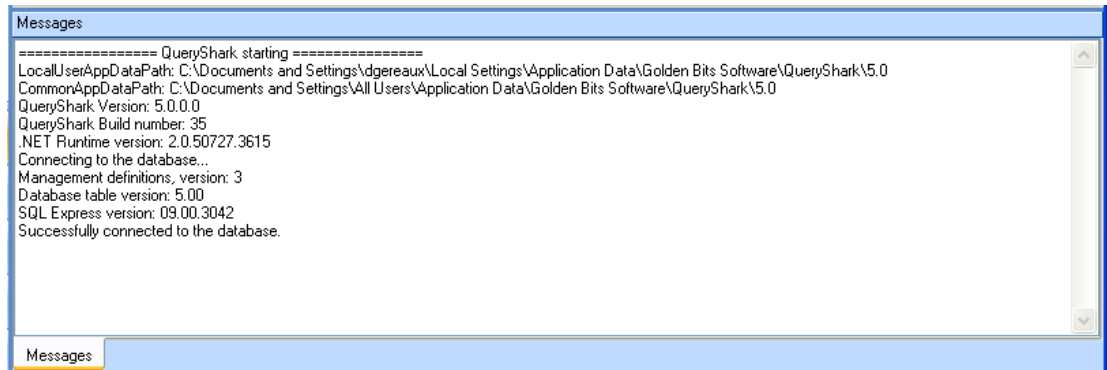 Messages
================= QueryShark starting ================
LocalUserAppDataPath: C:\Documents and Settings\dgereaux\Local Settings\Application Data\Golden Bits Software\QueryShark\5.0
CommonAppDataPath: C:\Documents and Settings\All Users\Application Data\Golden Bits Software\QueryShark\5.0
QueryShark Version: 5.0.0.0
QueryShark Build number: 35
.NET Runtime version: 2.0.50727.3615
Connecting to the database...
Management definitions, version: 3
Database table version: 5.00
SQL Express version: 09.00.3042
Successfully connected to the database.
Messages